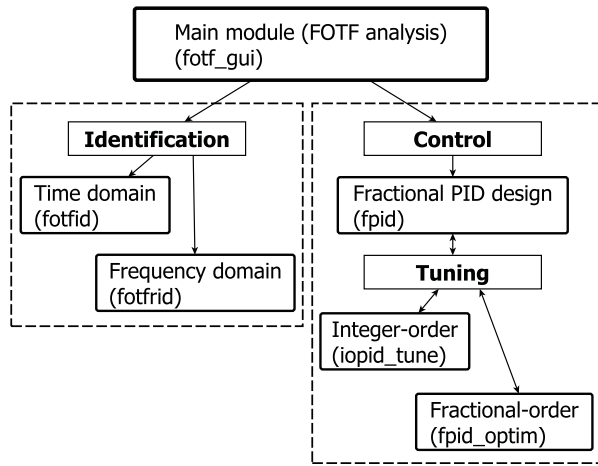 Main module (FOTF analysis)
(fotf_gui)
Identification
Time domain
(fotfid)
Frequency domain
(fotfrid)
Control
Fractional PID design
(fpid)
Tuning
Integer-order
(iopid_tune)
Fractional-order
(fpid_optim)